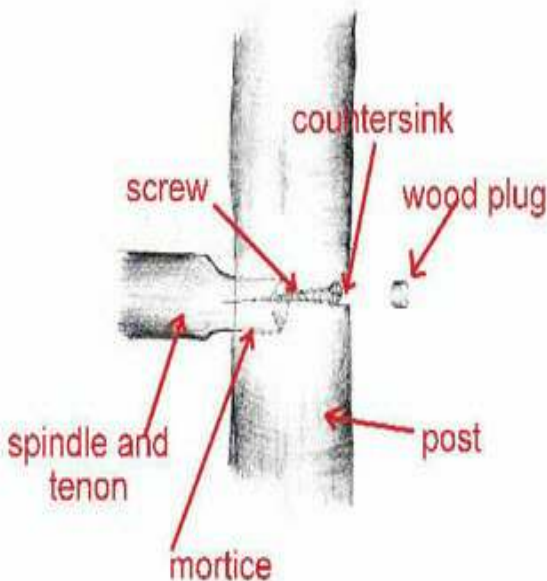 countersink
screw
wood plug
spindle and
tenon
post
mortice